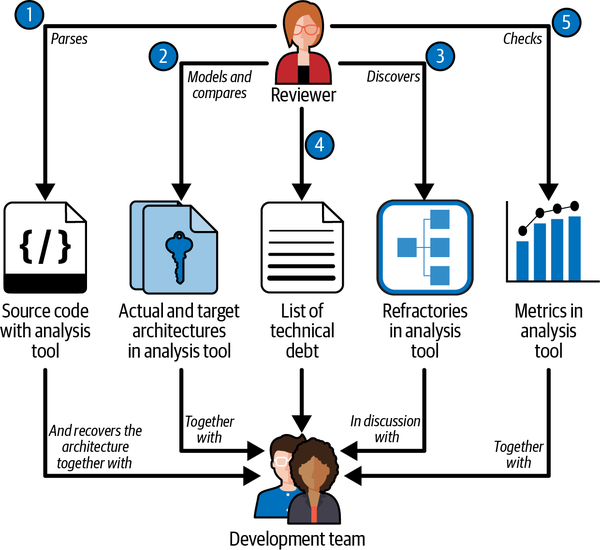 1
Parses
2
Models and
compares
Reviewer
Discovers
3
Checks
5
4
{/}
Source code
with analysis
tool
Actual and target
architectures
in analysis tool
List of
technical
debt
Refractories
in analysis
tool
Metrics in
analysis
tool
And recovers the
architecture
together with
Together
with
In discussion
with
Together
with
Development team